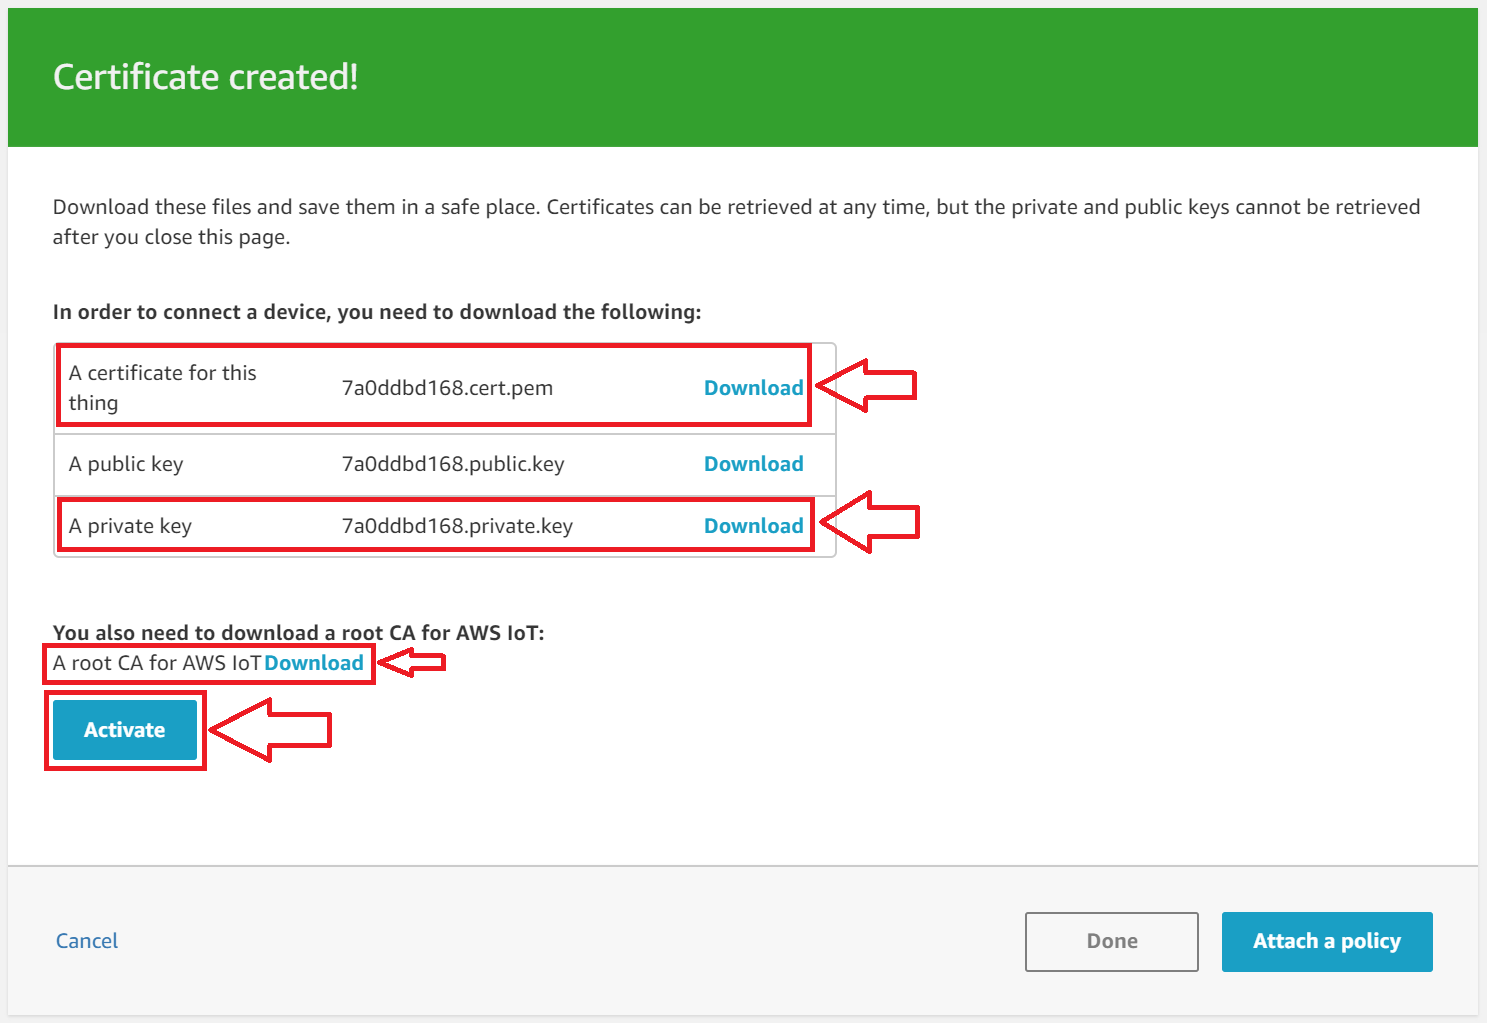 Certificate created!
Download these files and save them in a safe place. Certificates can be retrieved at any time, but the private and public keys cannot be retrieved
after you close this page.
In order to connect a device, you need to download the following:
A certificate for this
thing
7a0ddbd168.cert.pem
Download
A public key
7a0ddbd168.public.key
Download
A private key
7a0ddbd168.private.key
Download
You also need to download a root CA for AWS IoT:
A root CA for AWS IoT Download
Activate
Cancel
Done
Attach a policy